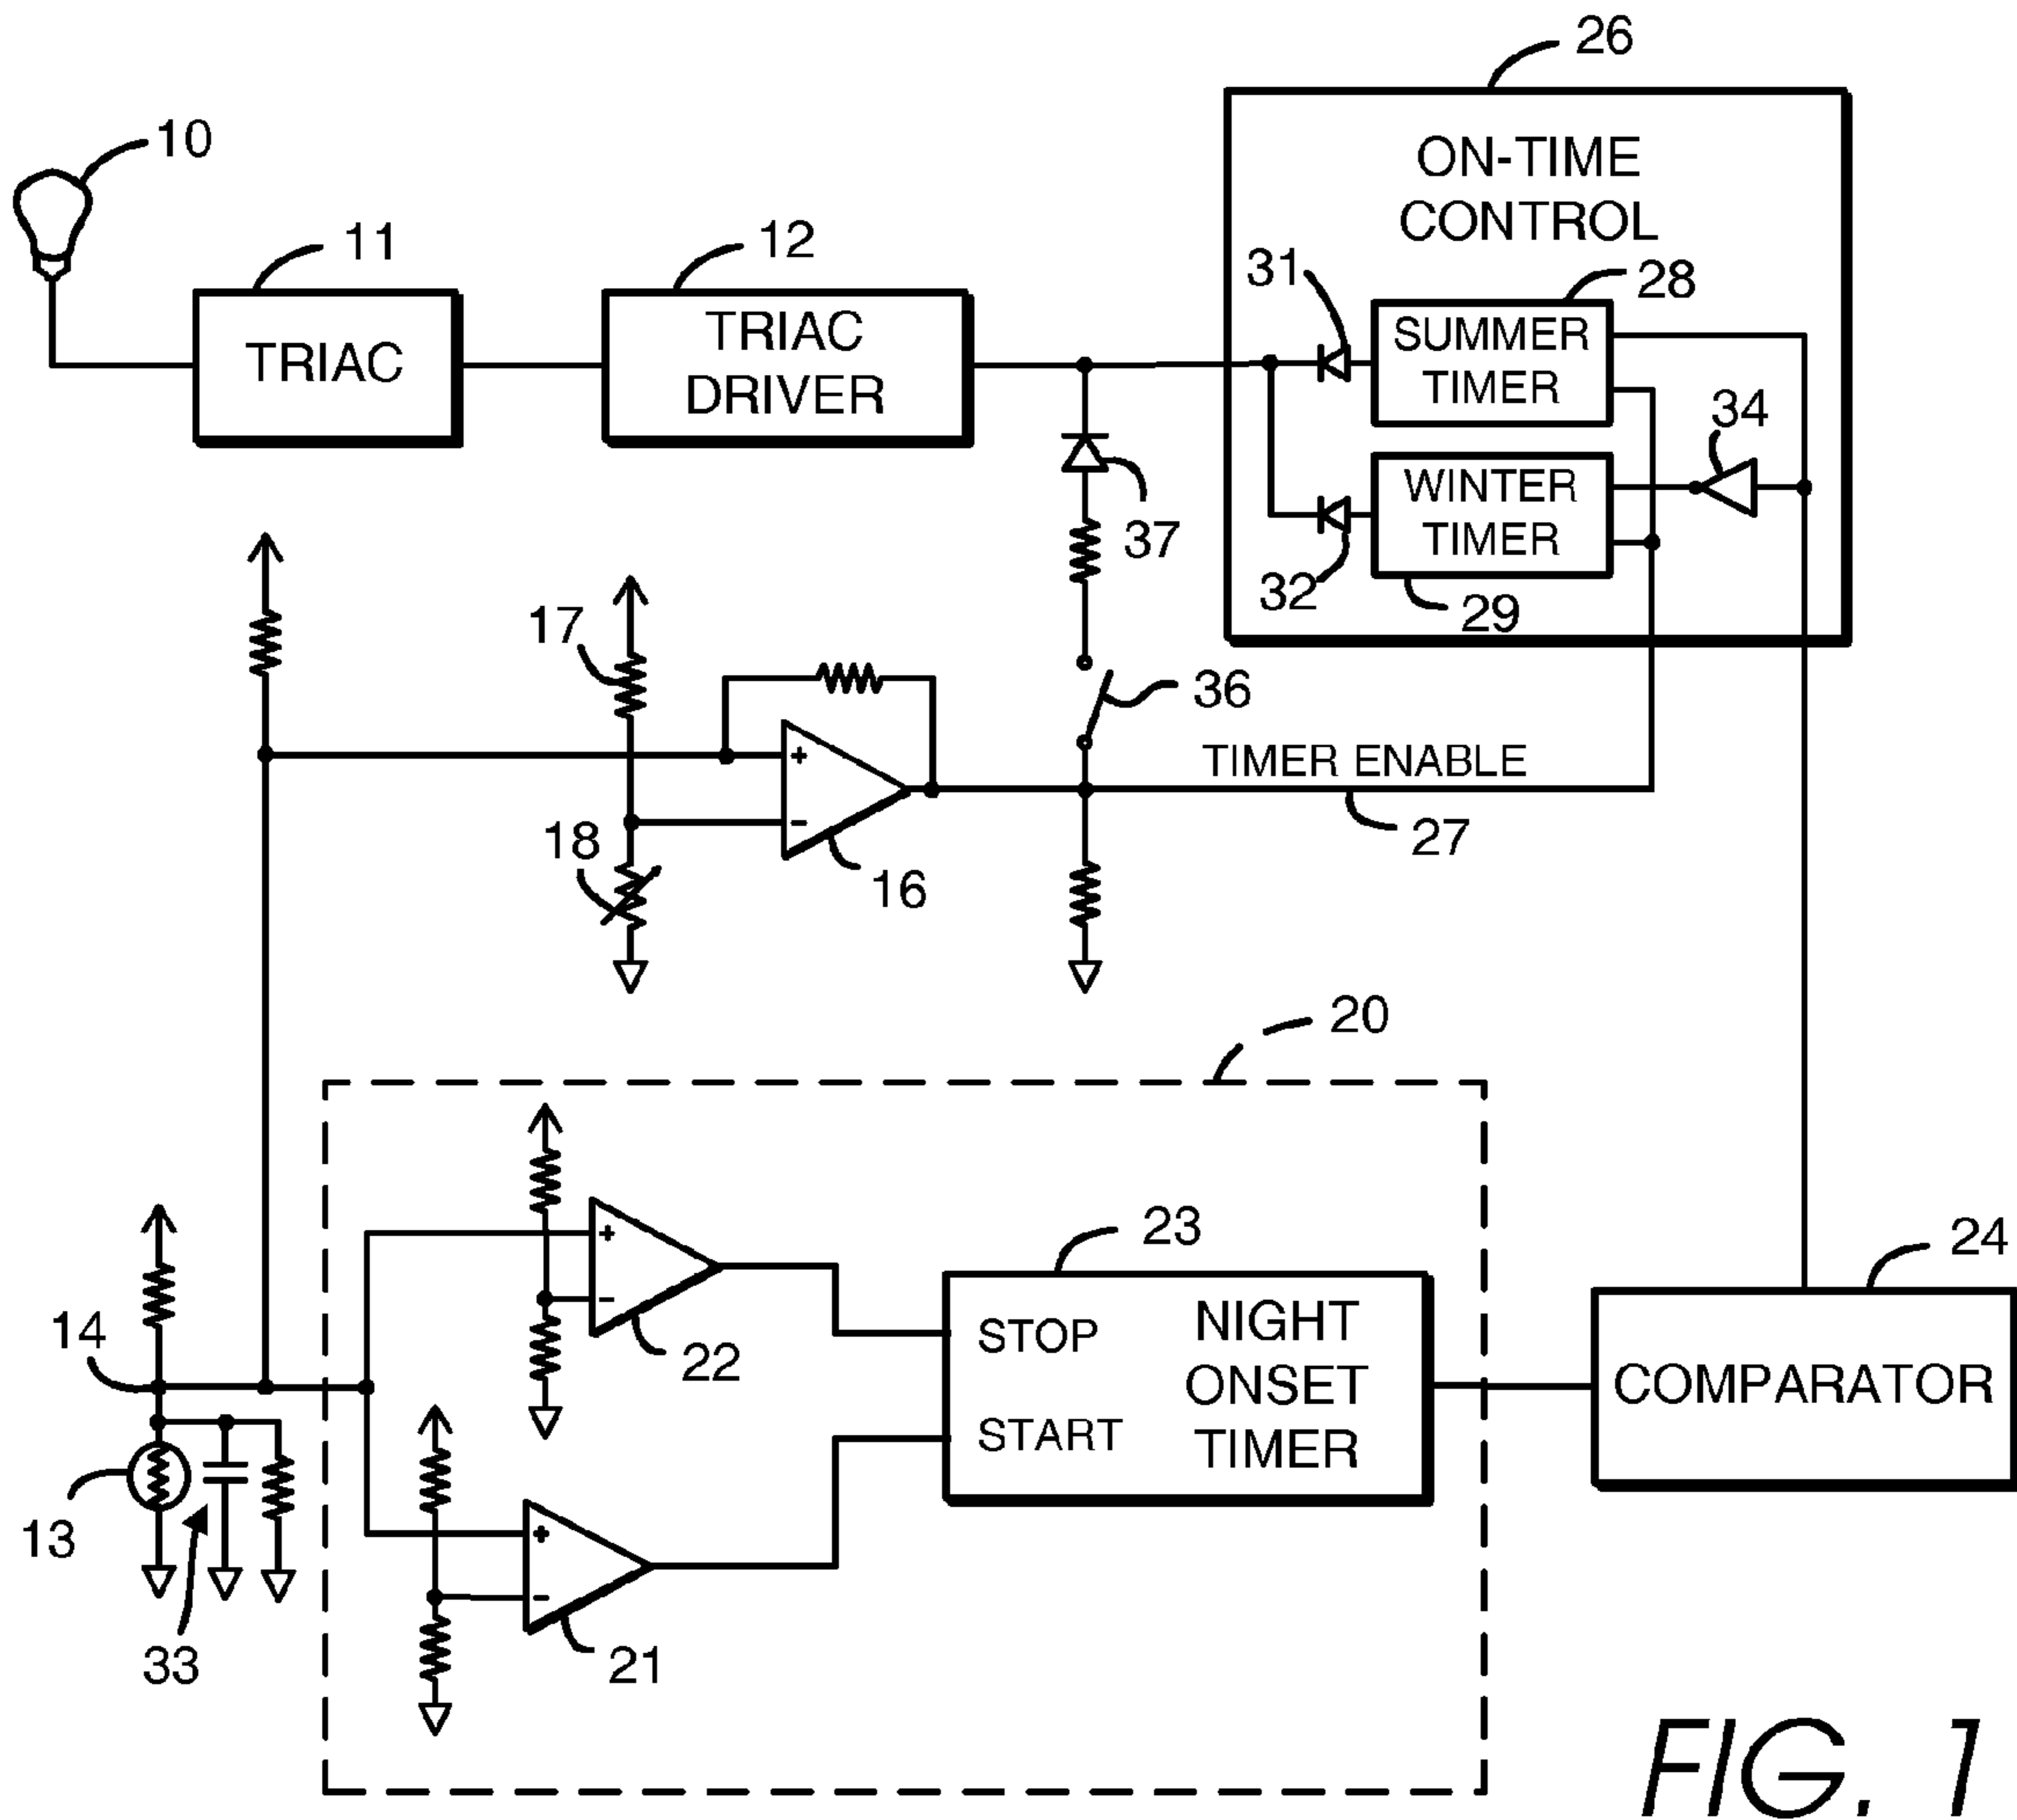 26
10
ON-TIME
CONTROL
11
12
31
28
TRIAC
TRIAC
DRIVER
SUMMER
TIMER
34
WINTER
TIMER
37
32
29
17
36
+
-
TIMER ENABLE
27
18
16
20
23
24
+
-
22
STOP
START
NIGHT
ONSET
TIMER
COMPARATOR
14
13
33
+
-
21
FIG. 1